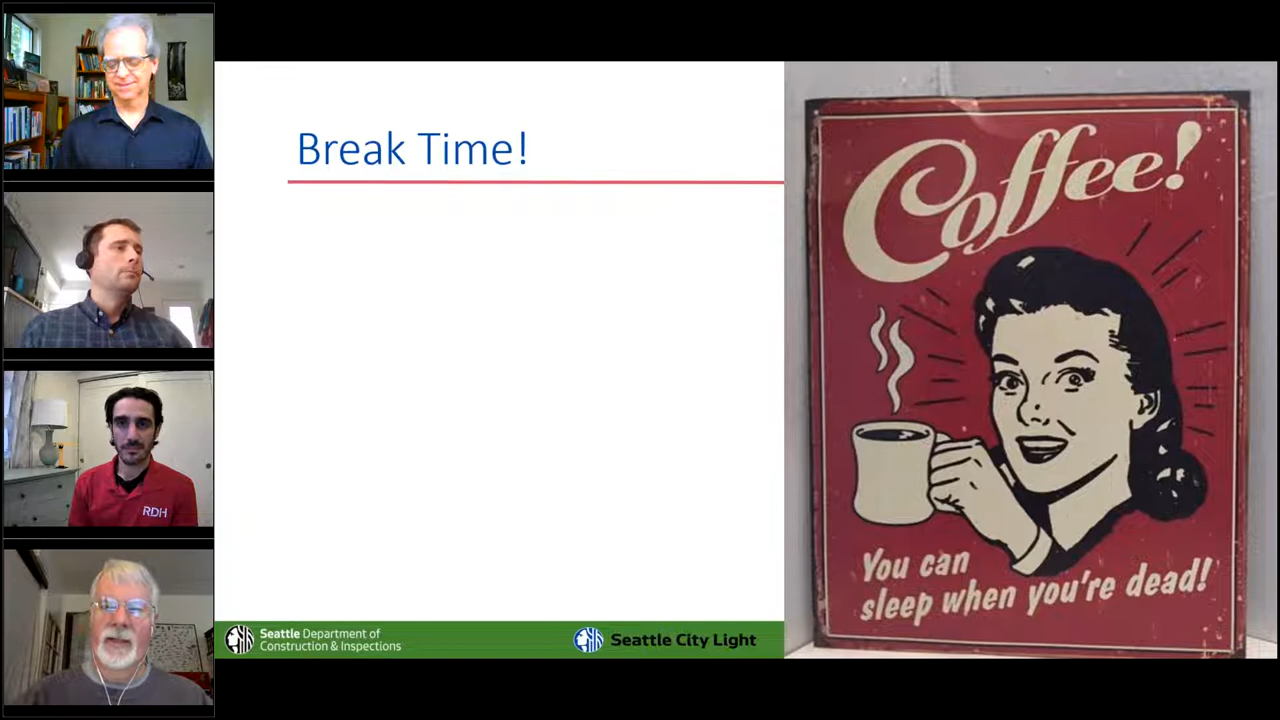 Break Time!
Coffee!
You can
sleep when you're dead!
RDH
Seattle Department of
Construction & Inspections
Seattle City Light